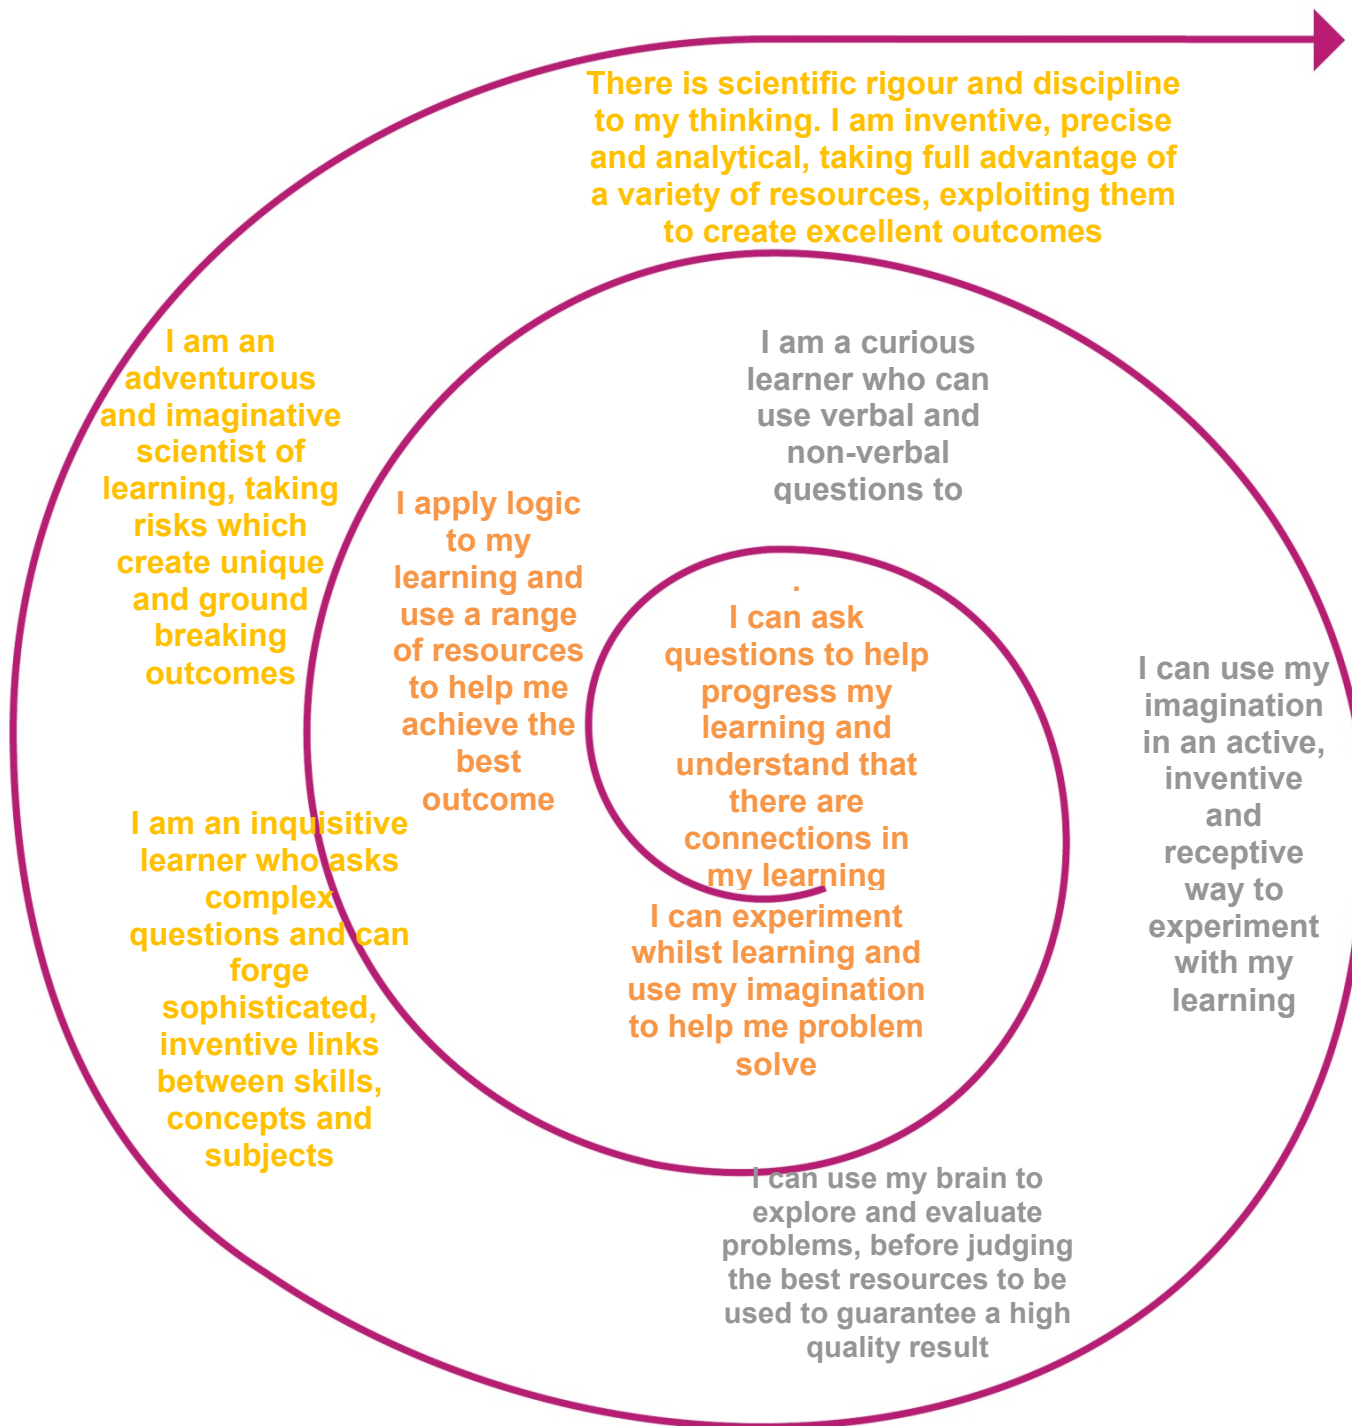 There is scientific rigour and discipline
to my thinking. I am inventive, precise
and analytical, taking full advantage of
a variety of resources, exploiting them
to create excellent outcomes
I am an
adventurous
and imaginative
scientist of
learning, taking
risks which
create unique
and ground
breaking
outcomes
I am a curious
learner who can
use verbal and
non-verbal
questions to
I apply logic
to my
learning and
use a range
of resources
to help me
achieve the
best
outcome
.
I can ask
questions to help
progress my
learning and
understand that
there are
connections in
my learning
I can use my
imagination
in an active,
inventive
and
receptive
way to
experiment
with my
learning
I am an inquisitive
learner who asks
complex
questions and can
forge
sophisticated,
inventive links
between skills,
concepts and
subjects
I can experiment
whilst learning and
use my imagination
to help me problem
solve
I can use my brain to
explore and evaluate
problems, before judging
the best resources to be
used to guarantee a high
quality result